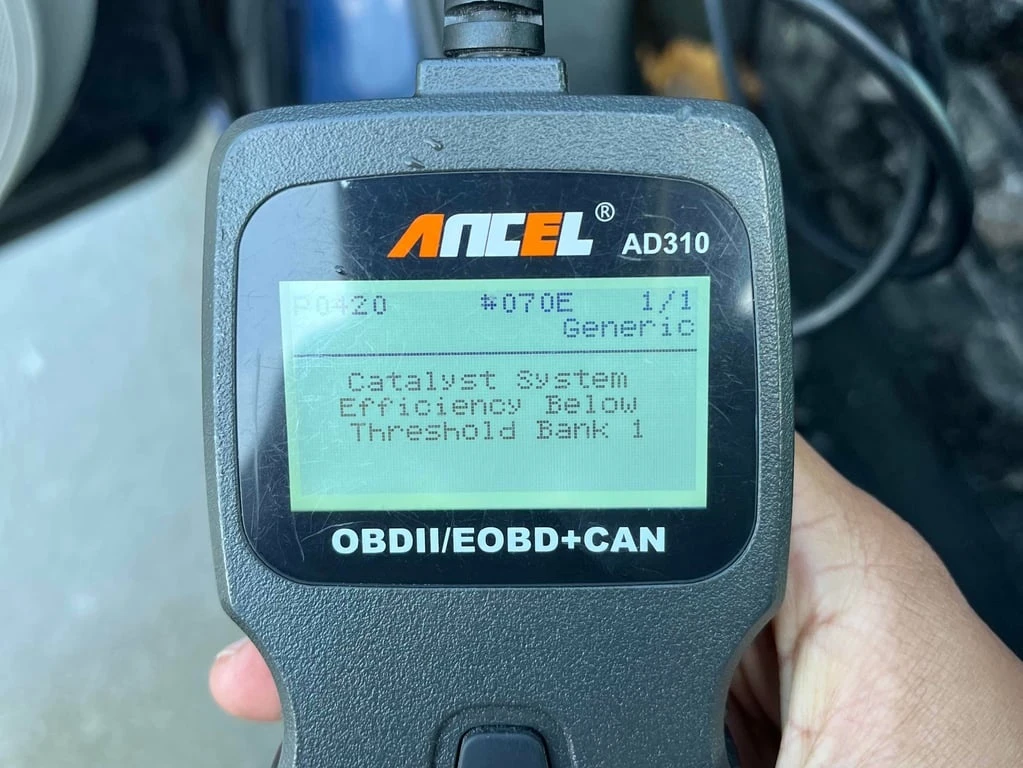 ANCEL® AD310
P0420 #070E 1/1
Generic
Catalyst System
Efficiency Below
Threshold Bank 1
OBDII/EOBD+CAN